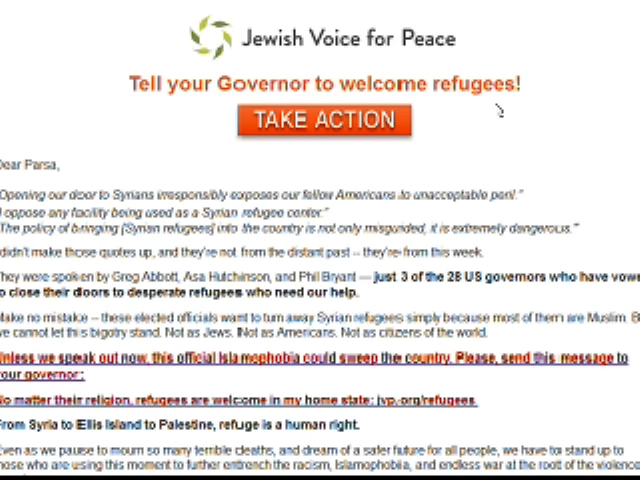 Jewish Voice for Peace
Tell your Governor to welcome refugees!
TAKE ACTION
Dear Parsa,
Opening our door to Syrians irresponsibly exposes our fellow Americans to unacceptable peril."
I oppose any facility being used as a Syrian refugee center."
The policy of bringing [Syrian refugees] into the country is not only misguided, it is extremely dangerous."
didn't make those quotes up, and they're not from the distant past -- they're from this week.
They were spoken by Greg Abbott, Asa Hutchinson, and Phil Bryant — just 3 of the 28 US governors who have vowe
to close their doors to desperate refugees who need our help.
Make no mistake -- these elected officials want to turn away Syrian refugees simply because most of them are Muslim. B
we cannot let this bigotry stand. Not as Jews. Not as Americans. Not as citizens of the world.
Unless we speak out now, this official Islamophobia could sweep the country. Please, send this message to
your governor:
No matter their religion, refugees are welcome in my home state: jvp.org/refugees
From Syria to Ellis Island to Palestine, refuge is a human right.
Even as we pause to mourn so many terrible deaths, and dream of a safer future for all people, we have to stand up to
those who are using this moment to further entrench the racism, Islamophobia, and endless war at the root of the violence